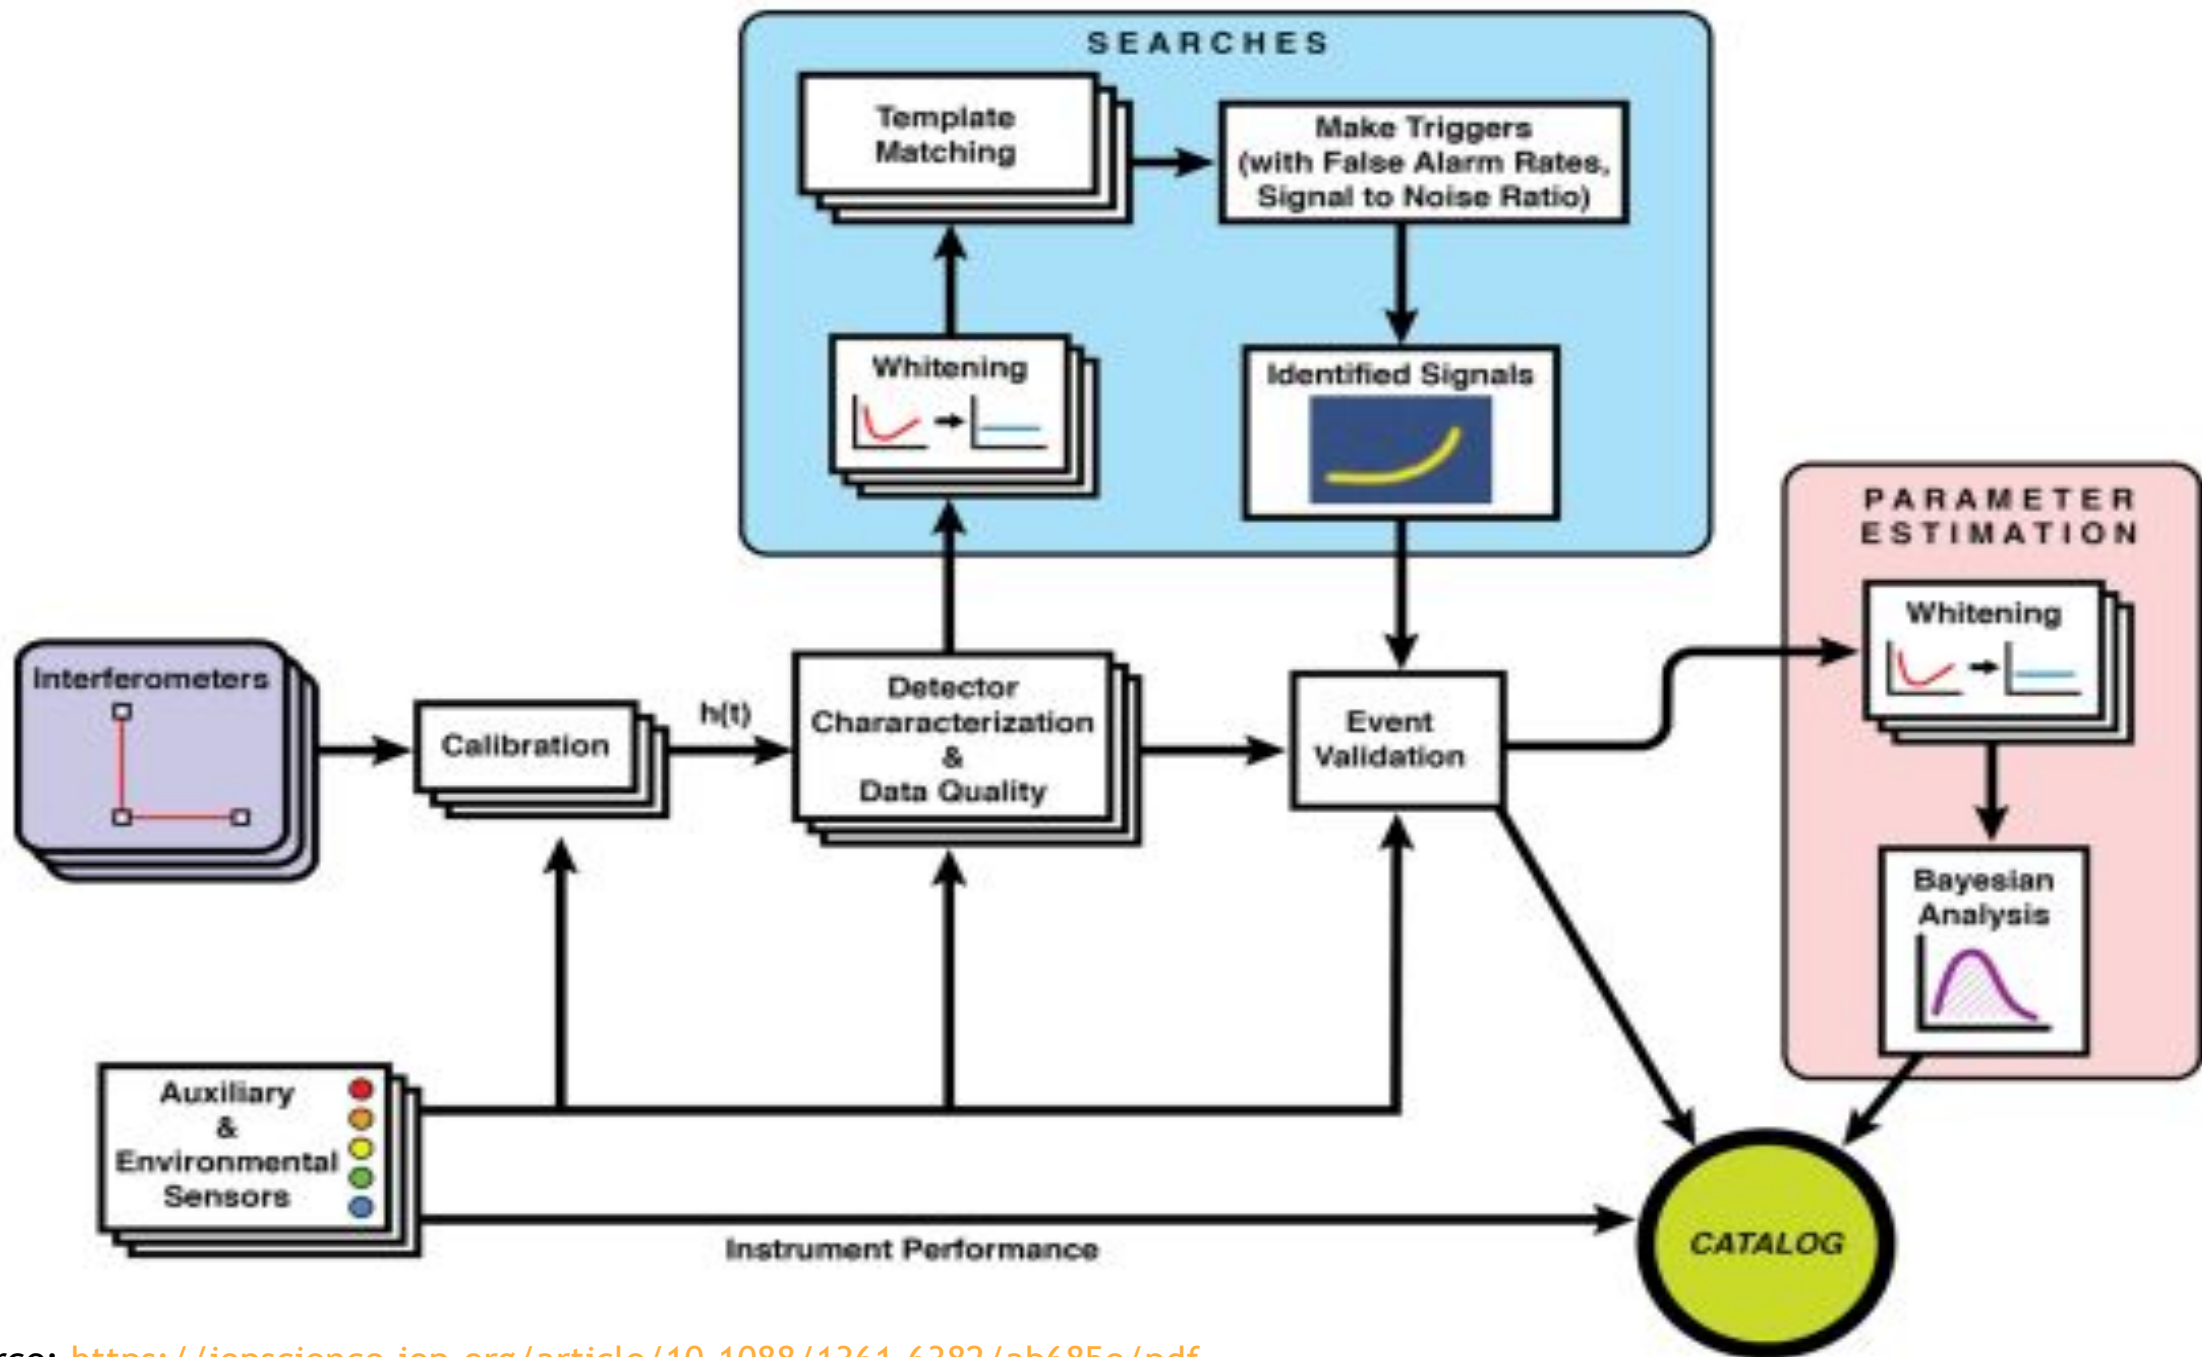 SEARCHES
Template
Matching
Make Triggers
(with False Alarm Rates,
Signal to Noise Ratio)
Whitening
Identified Signals
PARAMETER
ESTIMATION
Whitening
Interferometers
Calibration
h(t)
Detector
Chararacterization
&
Data Quality
Event
Validation
Bayesian
Analysis
Auxiliary
&
Environmental
Sensors
Instrument Performance
CATALOG